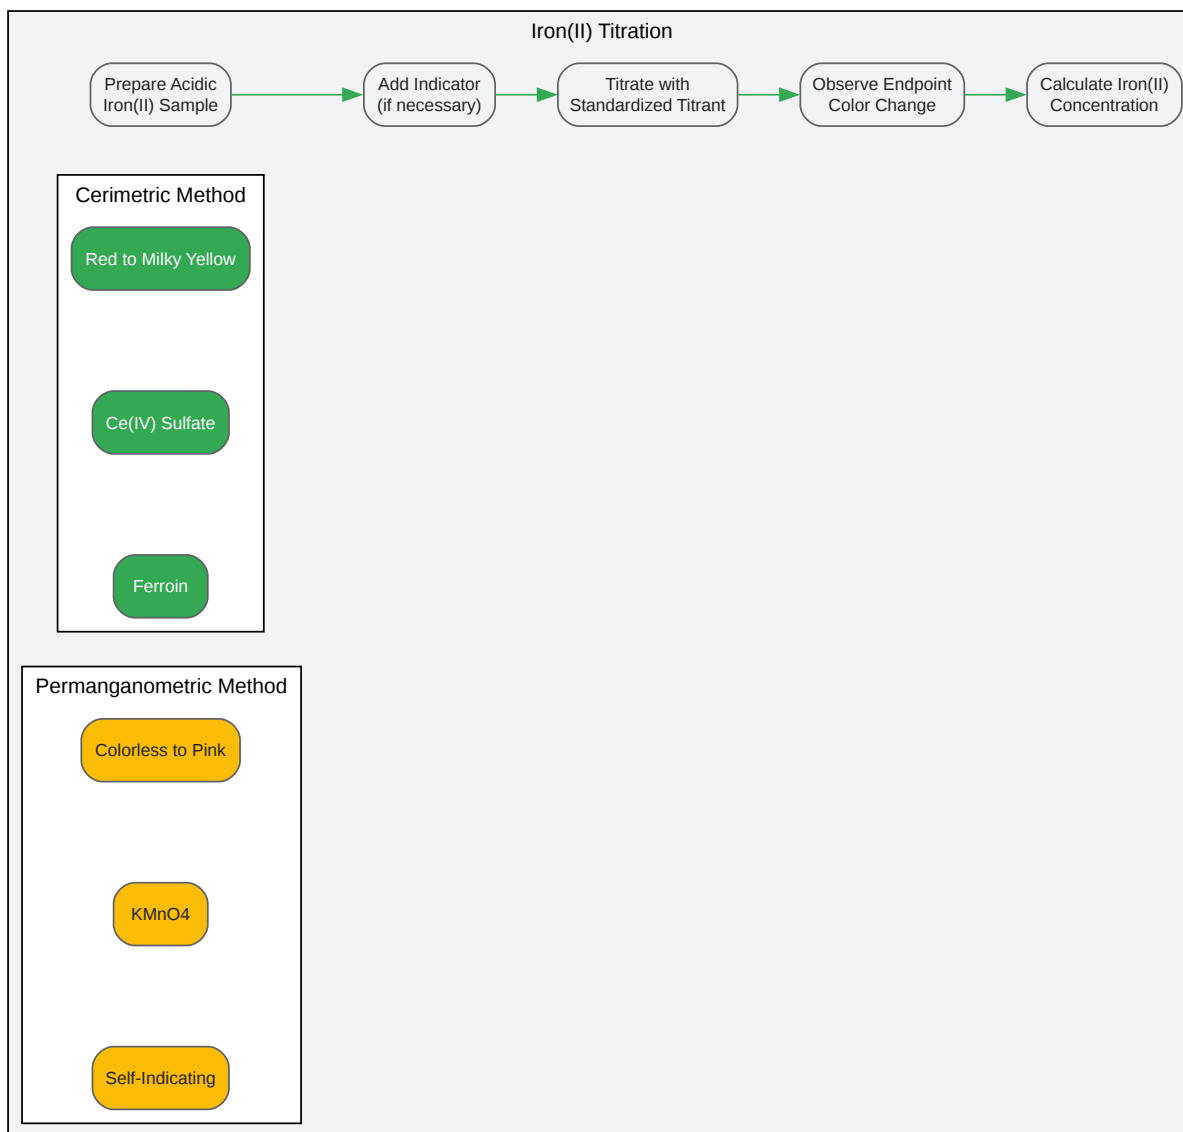 Iron(II) Titration
Prepare Acidic
Iron(II) Sample
Add Indicator
(if necessary)
Titrate with
Standardized Titrant
Observe Endpoint
Color Change
Calculate Iron(II)
Concentration
Cerimetric Method
Red to Milky Yellow
Ce(IV) Sulfate
Ferroin
Permanganometric Method
Colorless to Pink
KMnO4
Self-Indicating